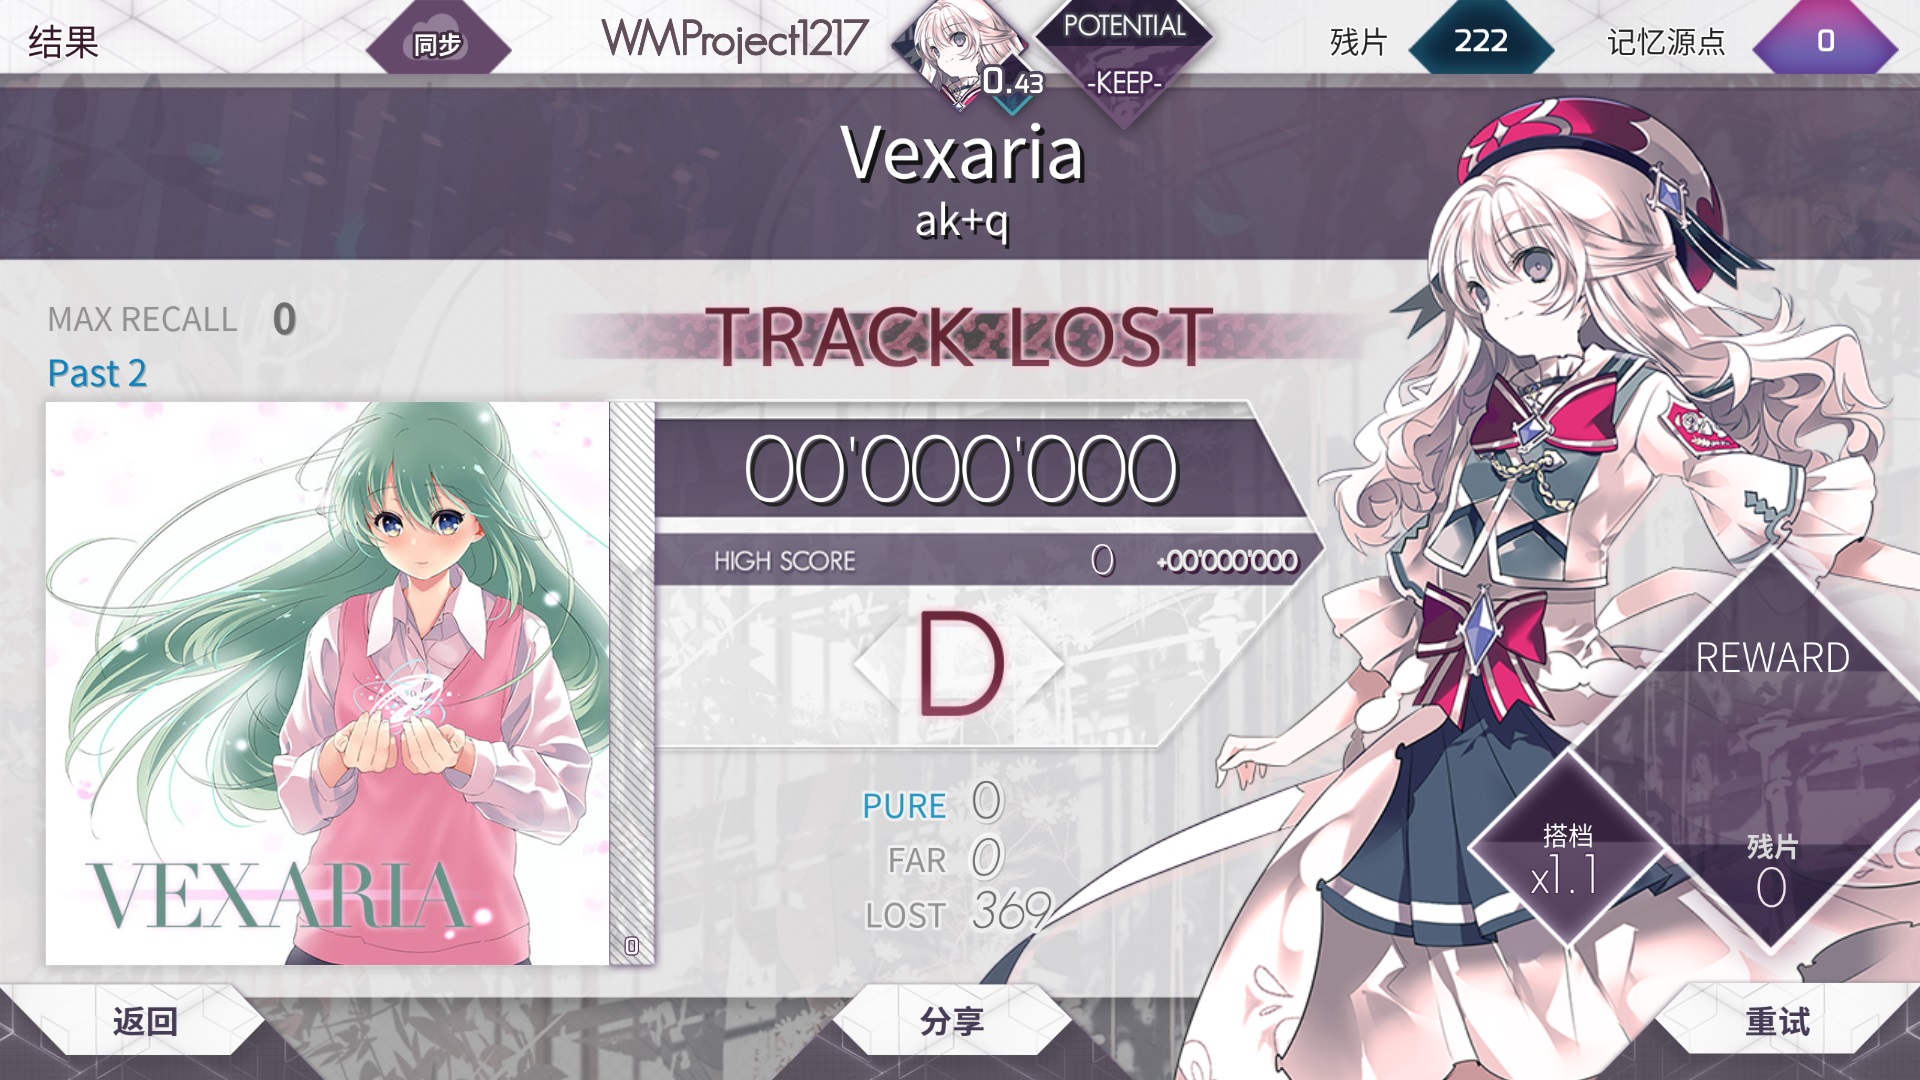 结果
同步
WMProject1217
0.43
POTENTIAL
-KEEP-
残片
222
记忆源点
0
Vexaria
ak+q
MAX RECALL 0
Past 2
TRACK LOST
00'000'000
HIGH SCORE 0 +00'000'000
D
VEXARIA
0
PURE 0
FAR 0
LOST 369
REWARD
搭档
x1.1
残片
0
返回
分享
重试